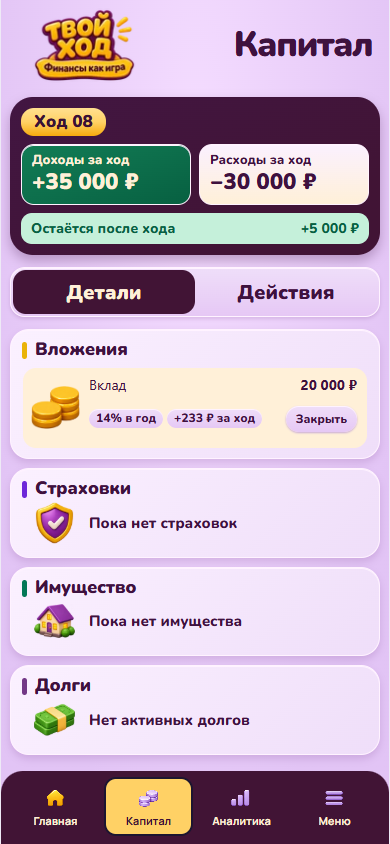 ТВОЙ
ХОД
Финансы как игра
Капитал
Ход 08
Доходы за ход
+35 000 ₽
Расходы за ход
−30 000 ₽
Остаётся после хода
+5 000 ₽
Детали
Действия
Вложения
Вклад
20 000 ₽
14% в год
+233 ₽ за ход
Закрыть
Страховки
Пока нет страховок
Имущество
Пока нет имущества
Долги
Нет активных долгов
Главная
Капитал
Аналитика
Меню